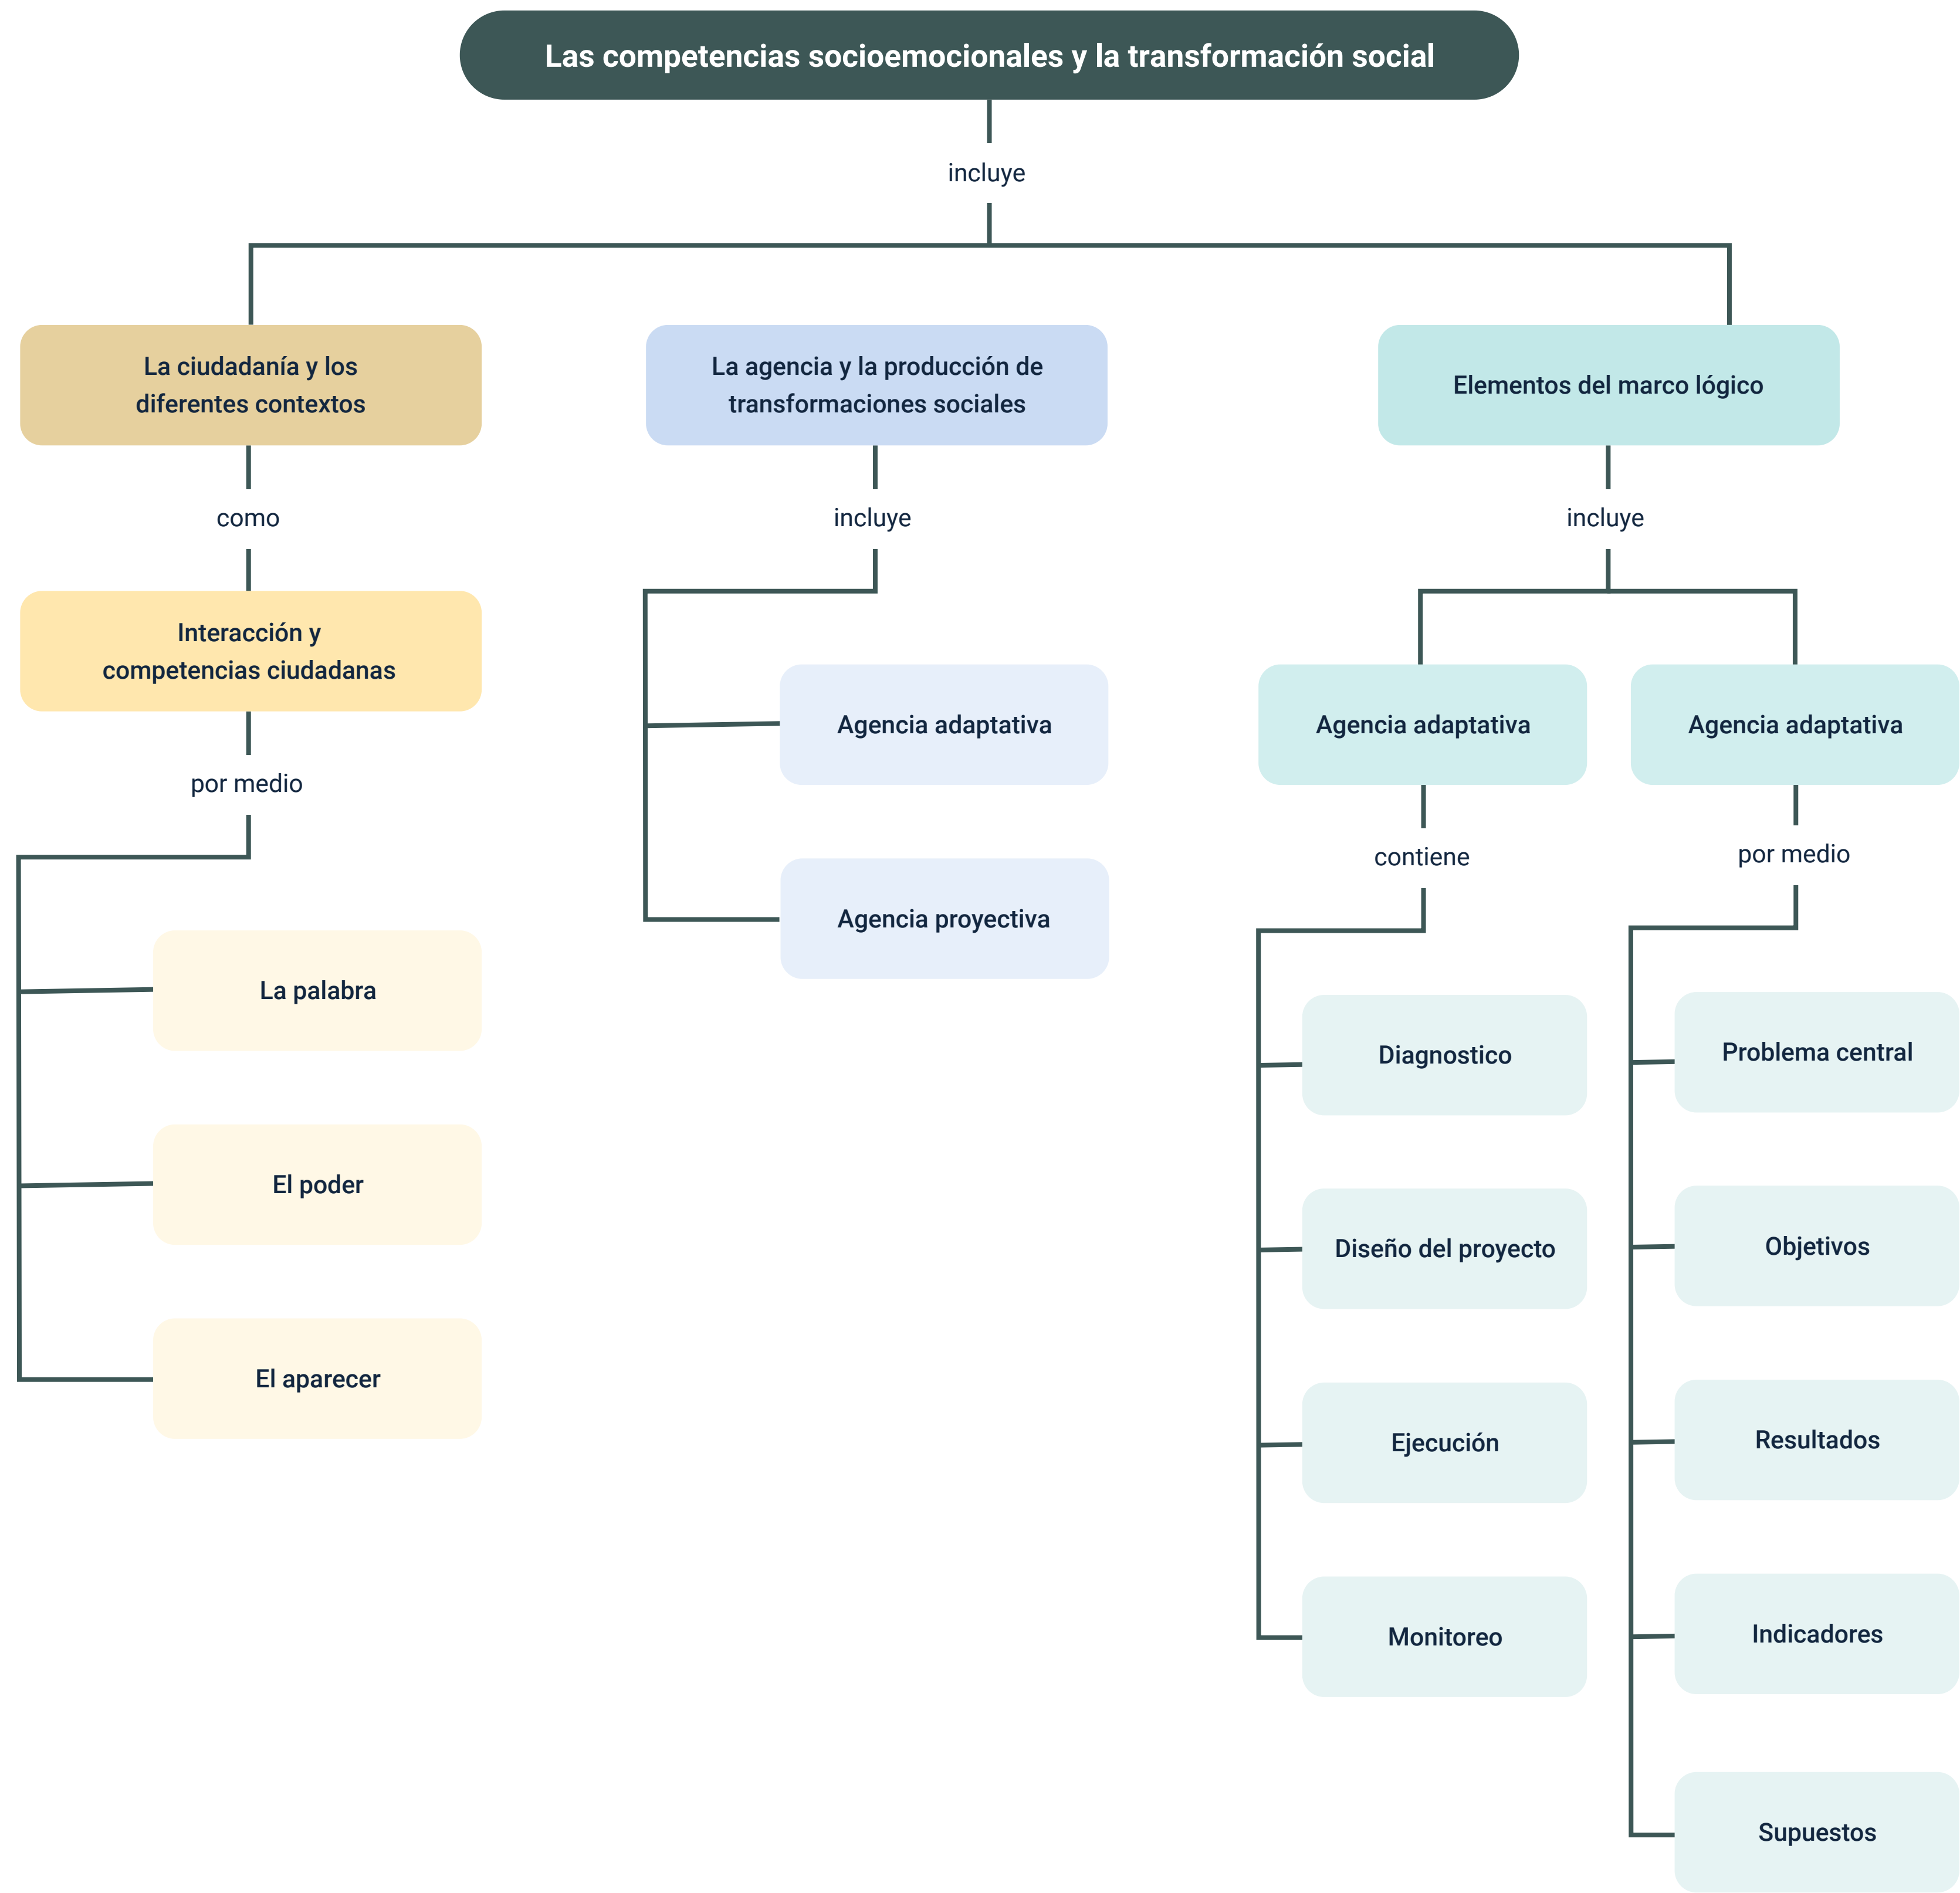 Las competencias socioemocionales y la transformación social
incluye
La ciudadanía y los
diferentes contextos
como
Interacción y
competencias ciudadanas
por medio
La palabra
El poder
El aparecer
La agencia y la producción de
transformaciones sociales
incluye
Agencia adaptativa
Agencia proyectiva
Elementos del marco lógico
incluye
Agencia adaptativa
contiene
Diagnostico
Diseño del proyecto
Ejecución
Monitoreo
Agencia adaptativa
por medio
Problema central
Objetivos
Resultados
Indicadores
Supuestos